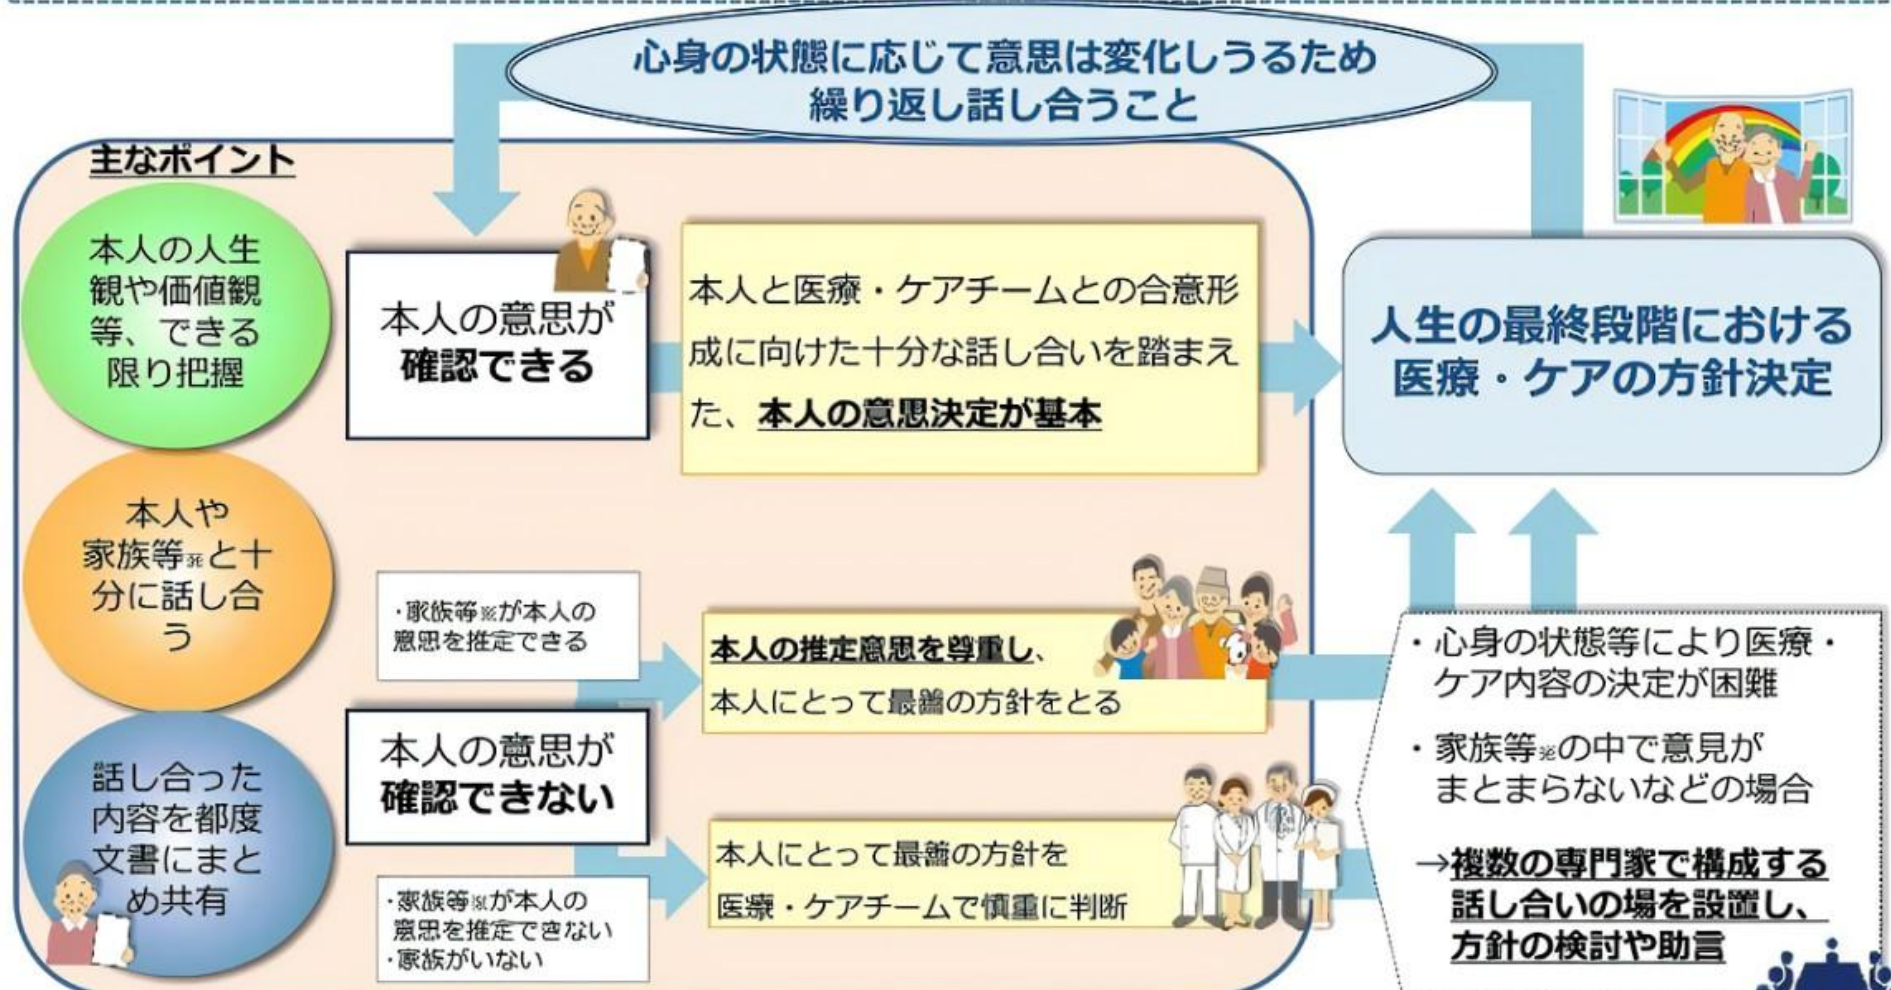 心身の状態に応じて意思は変化しうるため
繰り返し話し合うこと
主なポイント
本人の人生
観や価値観
等、できる
限り把握
本人の意思が
確認できる
本人と医療・ケアチームとの合意形
成に向けた十分な話し合いを踏まえ
た、本人の意思決定が基本
人生の最終段階における
医療・ケアの方針決定
本人や
家族等※と十
分に話し合
う
・家族等※が本人の
意思を推定できる
本人の推定意思を尊重し、
本人にとって最善の方針をとる
本人の意思が
確認できない
話し合った
内容を都度
文書にまと
め共有
・家族等※が本人の
意思を推定できない
・家族がいない
本人にとって最善の方針を
医療・ケアチームで慎重に判断
・心身の状態等により医療・
ケア内容の決定が困難
・家族等※の中で意見が
まとまらないなどの場合
→複数の専門家で構成する
話し合いの場を設置し、
方針の検討や助言